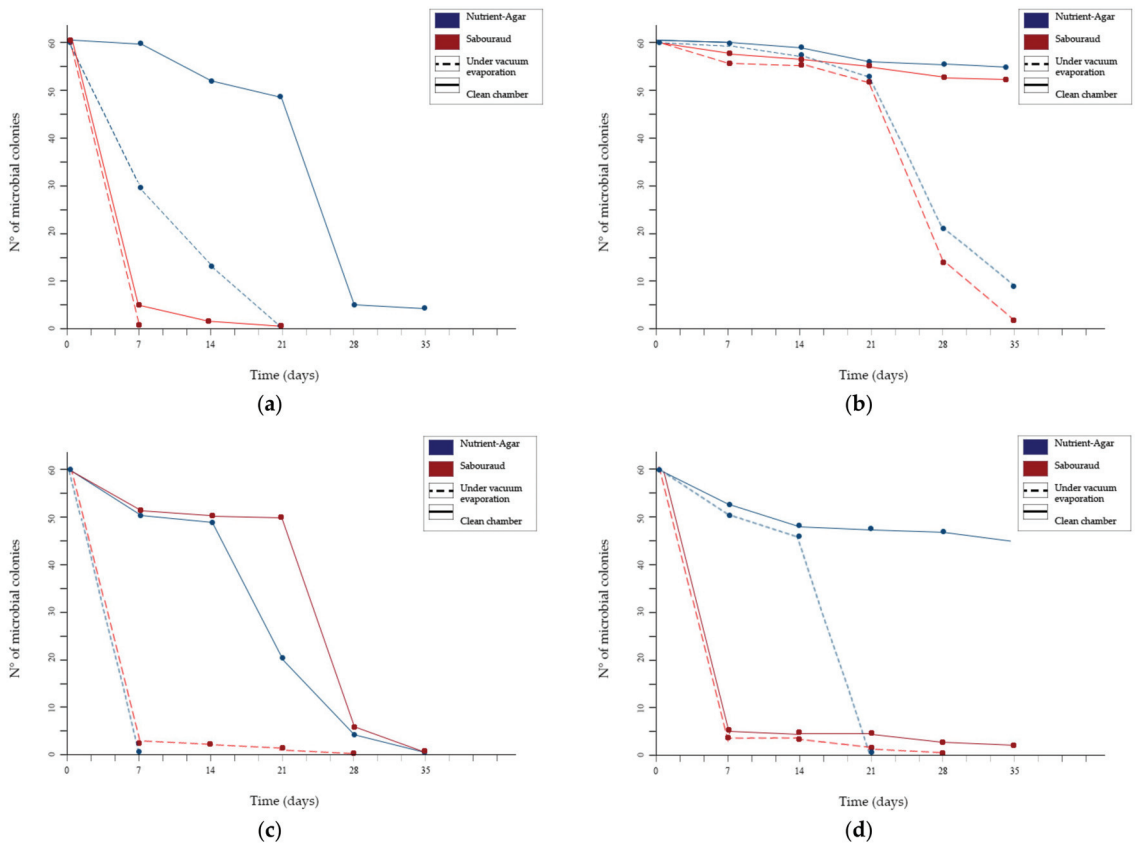 Nutrient-Agar
Sabouraud
Under vacuum
evaporation
Clean chamber
N° of microbial colonies
0 10 20 30 40 50 60
0 7 14 21 28 35
Time (days)
(a)
Nutrient-Agar
Sabouraud
Under vacuum
evaporation
Clean chamber
N° of microbial colonies
0 10 20 30 40 50 60
0 7 14 21 28 35
Time (days)
(b)
Nutrient-Agar
Sabouraud
Under vacuum
evaporation
Clean chamber
N° of microbial colonies
0 10 20 30 40 50 60
0 7 14 21 28 35
Time (days)
(c)
Nutrient-Agar
Sabouraud
Under vacuum
evaporation
Clean chamber
N° of microbial colonies
0 10 20 30 40 50 60
0 7 14 21 28 35
Time (days)
(d)